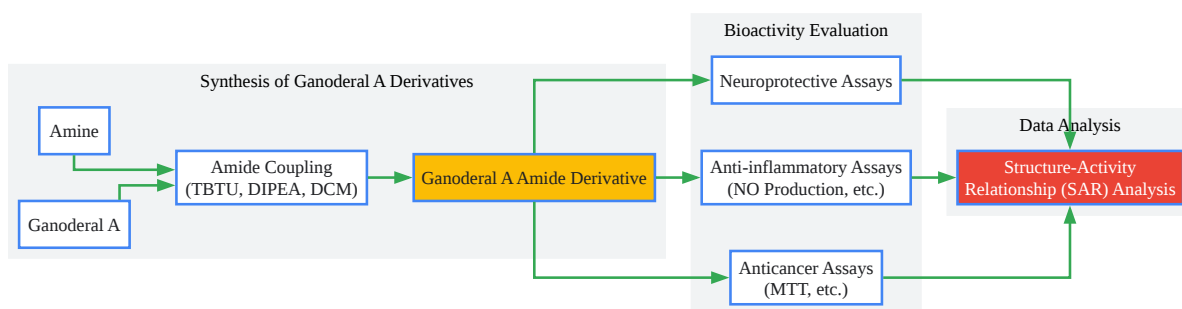 Synthesis of Ganoderal A Derivatives
Amine
Ganoderal A
Amide Coupling
(TBTU, DIPEA, DCM)
Ganoderal A Amide Derivative
Bioactivity Evaluation
Neuroprotective Assays
Anti-inflammatory Assays
(NO Production, etc.)
Anticancer Assays
(MTT, etc.)
Data Analysis
Structure-Activity
Relationship (SAR) Analysis